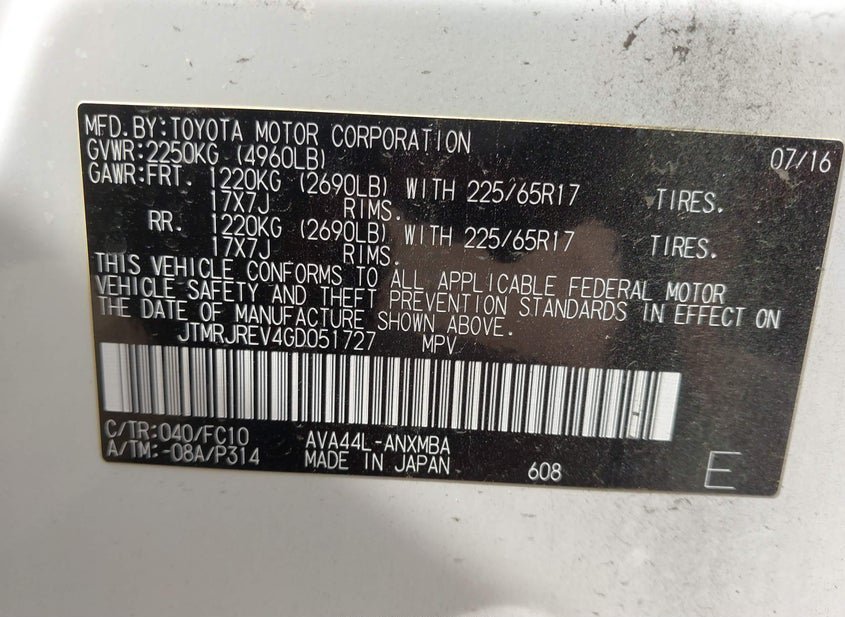 MFD.BY:TOYOTA MOTOR CORPORATION 07/16
GVWR:2250KG (4960LB)
GAWR:FRT. 1220KG (2690LB) WITH 225/65R17 TIRES.
17X7J RIMS.
RR. 1220KG (2690LB) WITH 225/65R17 TIRES.
17X7J RIMS.
THIS VEHICLE CONFORMS TO ALL APPLICABLE FEDERAL MOTOR
VEHICLE SAFETY AND THEFT PREVENTION STANDARDS IN EFFECT ON
THE DATE OF MANUFACTURE SHOWN ABOVE.
JTMRJREV4GD051727 MPV
C/TR:040/FC10 AVA44L-ANXMBA
A/TM:-08A/P314 MADE IN JAPAN 608 E